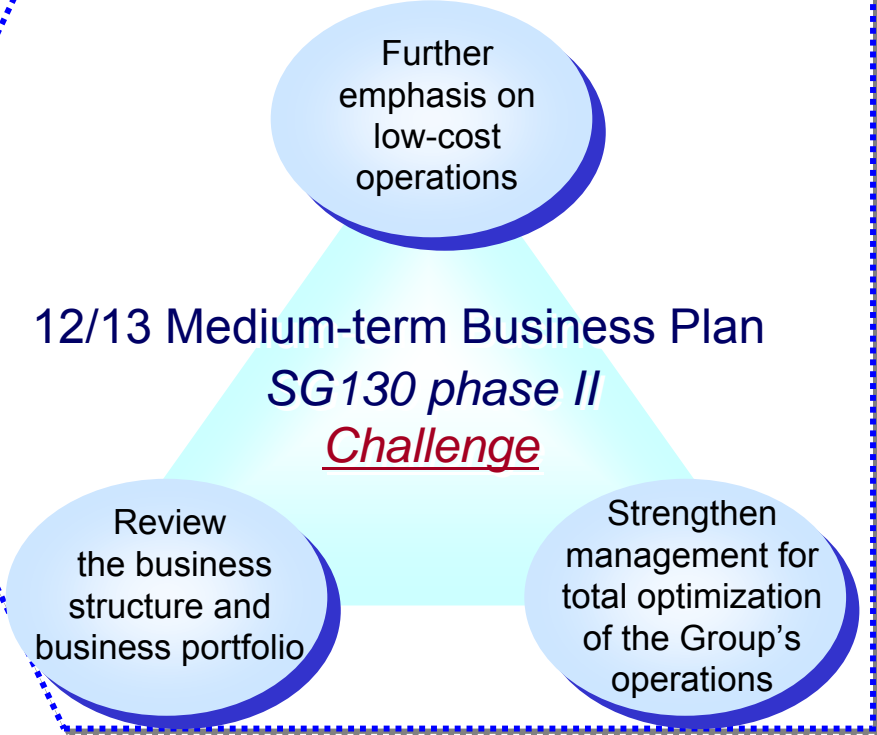 Further
emphasis on
low-cost
operations
12/13 Medium-term Business Plan
SG130 phase II
Challenge
Review
the business
structure and
business portfolio
Strengthen
management for
total optimization
of the Group's
operations